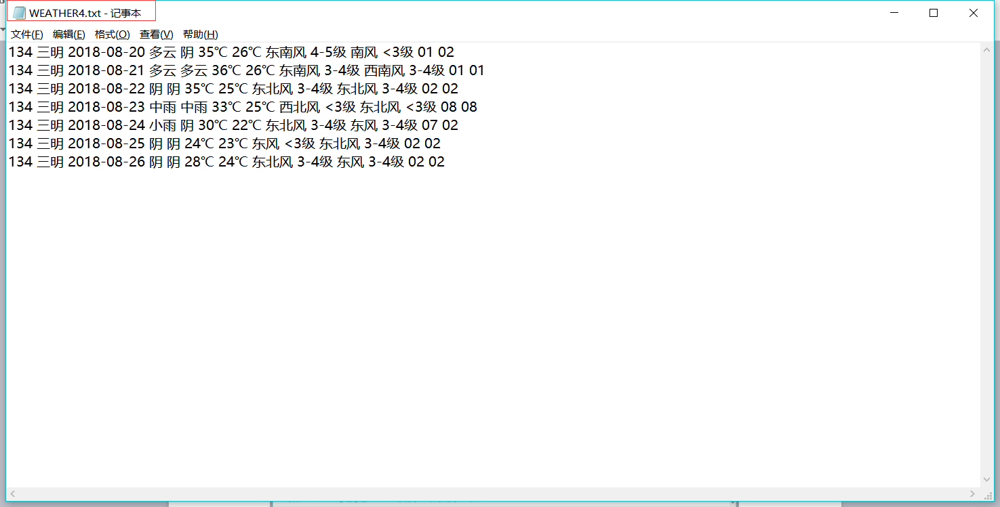 WEATHER4.txt - 记事本
文件(F) 编辑(E) 格式(O) 查看(V) 帮助(H)
134 三明 2018-08-20 多云 阴 35℃ 26℃ 东南风 4-5级 南风 <3级 01 02
134 三明 2018-08-21 多云 多云 36℃ 26℃ 东南风 3-4级 西南风 3-4级 01 01
134 三明 2018-08-22 阴 阴 35℃ 25℃ 东北风 3-4级 东北风 3-4级 02 02
134 三明 2018-08-23 中雨 中雨 33℃ 25℃ 西北风 <3级 东北风 <3级 08 08
134 三明 2018-08-24 小雨 阴 30℃ 22℃ 东北风 3-4级 东风 3-4级 07 02
134 三明 2018-08-25 阴 阴 24℃ 23℃ 东风 <3级 东北风 3-4级 02 02
134 三明 2018-08-26 阴 阴 28℃ 24℃ 东北风 3-4级 东风 3-4级 02 02